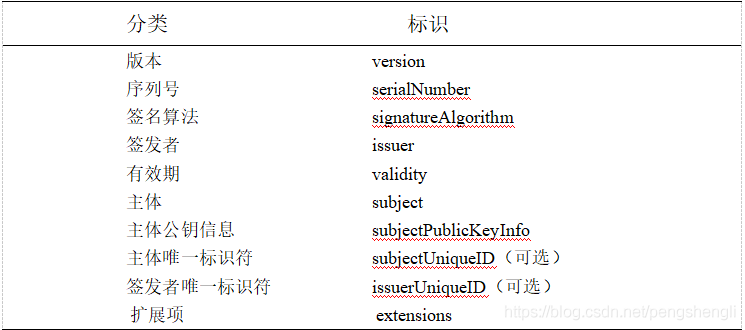 分类 标识
版本 version
序列号 serialNumber
签名算法 signatureAlgorithm
签发者 issuer
有效期 validity
主体 subject
主体公钥信息 subjectPublicKeyInfo
主体唯一标识符 subjectUniqueID（可选）
签发者唯一标识符 issuerUniqueID（可选）
扩展项 extensions
https://blog.csdn.net/pengshengli